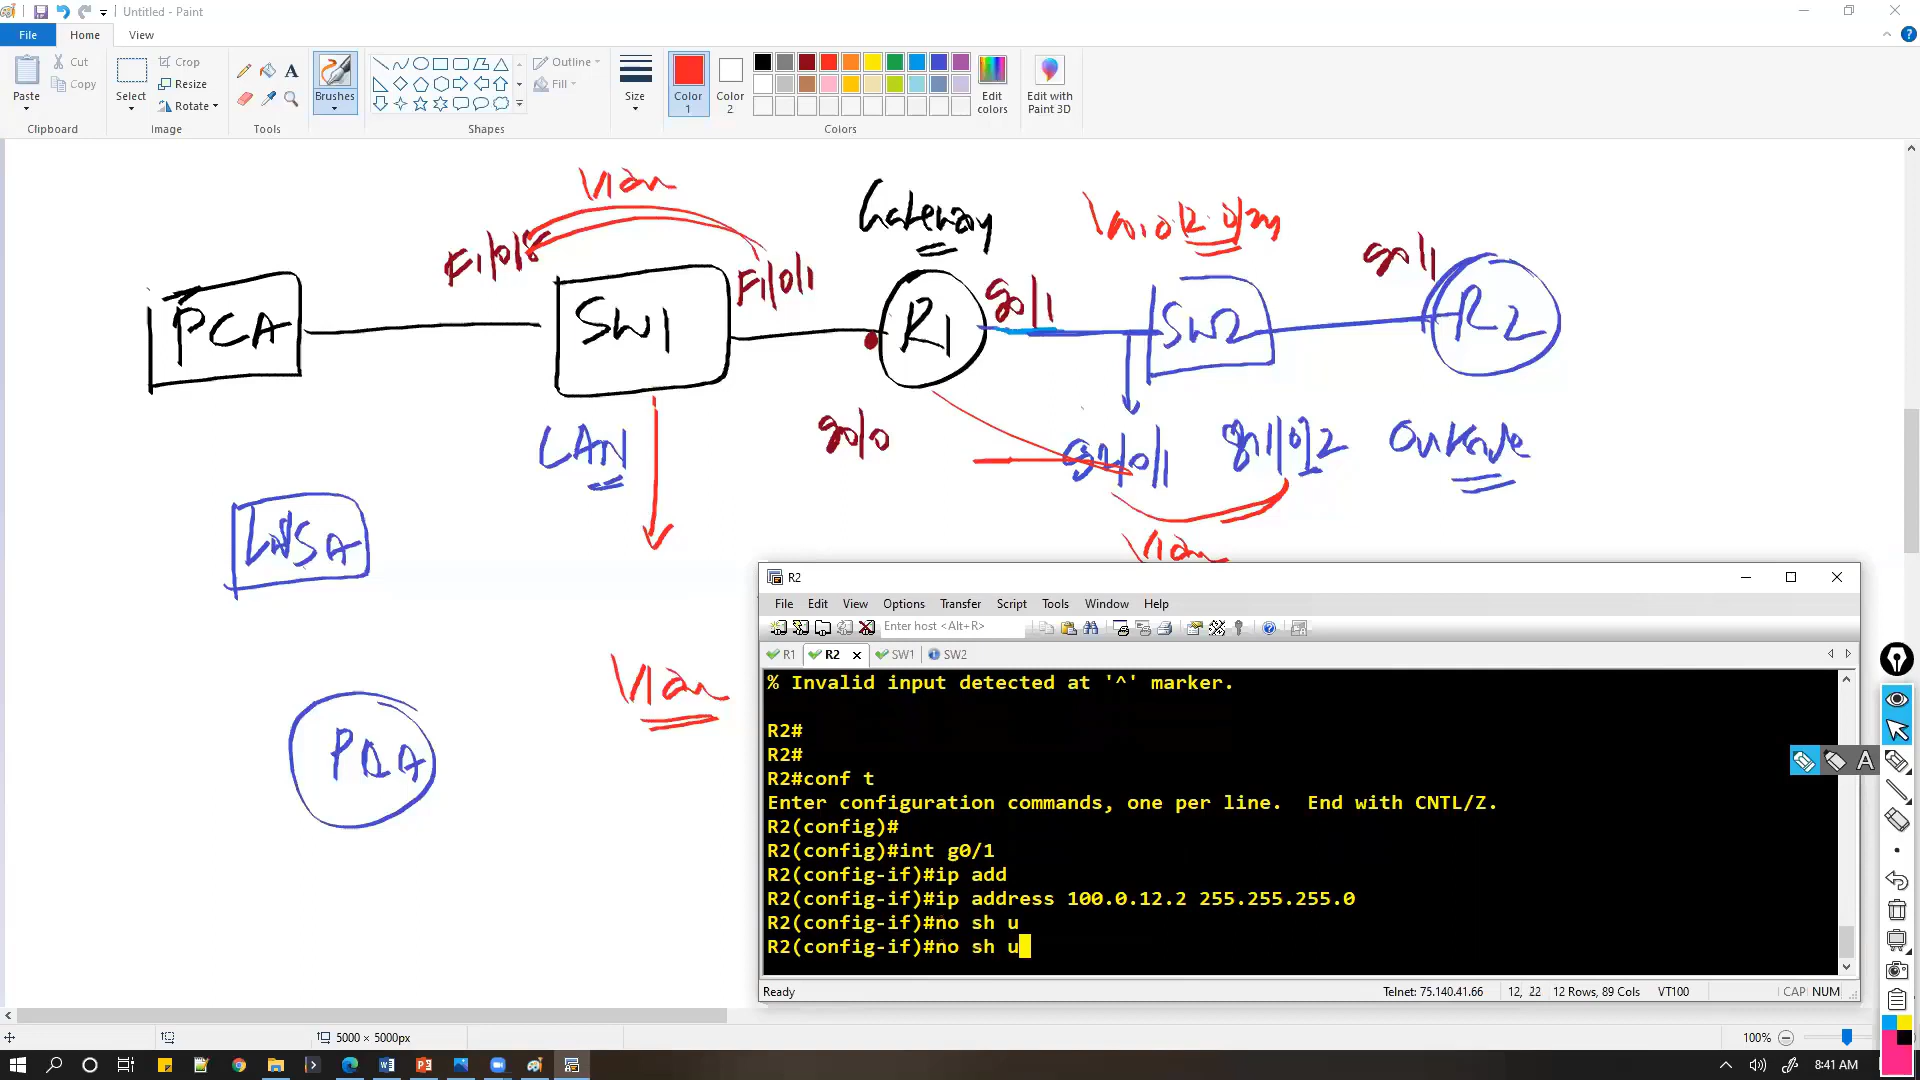 Untitled - Paint
File
Home
View
Cut
Copy
Paste
Clipboard
Select
Crop
Resize
Rotate
Image
Tools
Brushes
Shapes
Outline
Fill
Size
Color 1
Color 2
Edit colors
Edit with Paint 3D
Colors
Vlan
Gateway
F1/0/1
g0/1
g0/1
PCA
SW1
R1
SW2
R2
LAN
g0/0
g1/0/1
g1/0/2
Outside
Vlan
Vlan
R2
File Edit View Options Transfer Script Tools Window Help
Enter host <Alt+R>
R1 R2 SW1 SW2
% Invalid input detected at '^' marker.
R2#
R2#
R2#conf t
Enter configuration commands, one per line.  End with CNTL/Z.
R2(config)#
R2(config)#int g0/1
R2(config-if)#ip add
R2(config-if)#ip address 100.0.12.2 255.255.255.0
R2(config-if)#no sh u
R2(config-if)#no sh u
Ready
Telnet: 75.140.41.66
12, 22
12 Rows, 89 Cols
VT100
CAP NUM
A
5000 × 5000px
100%
8:41 AM